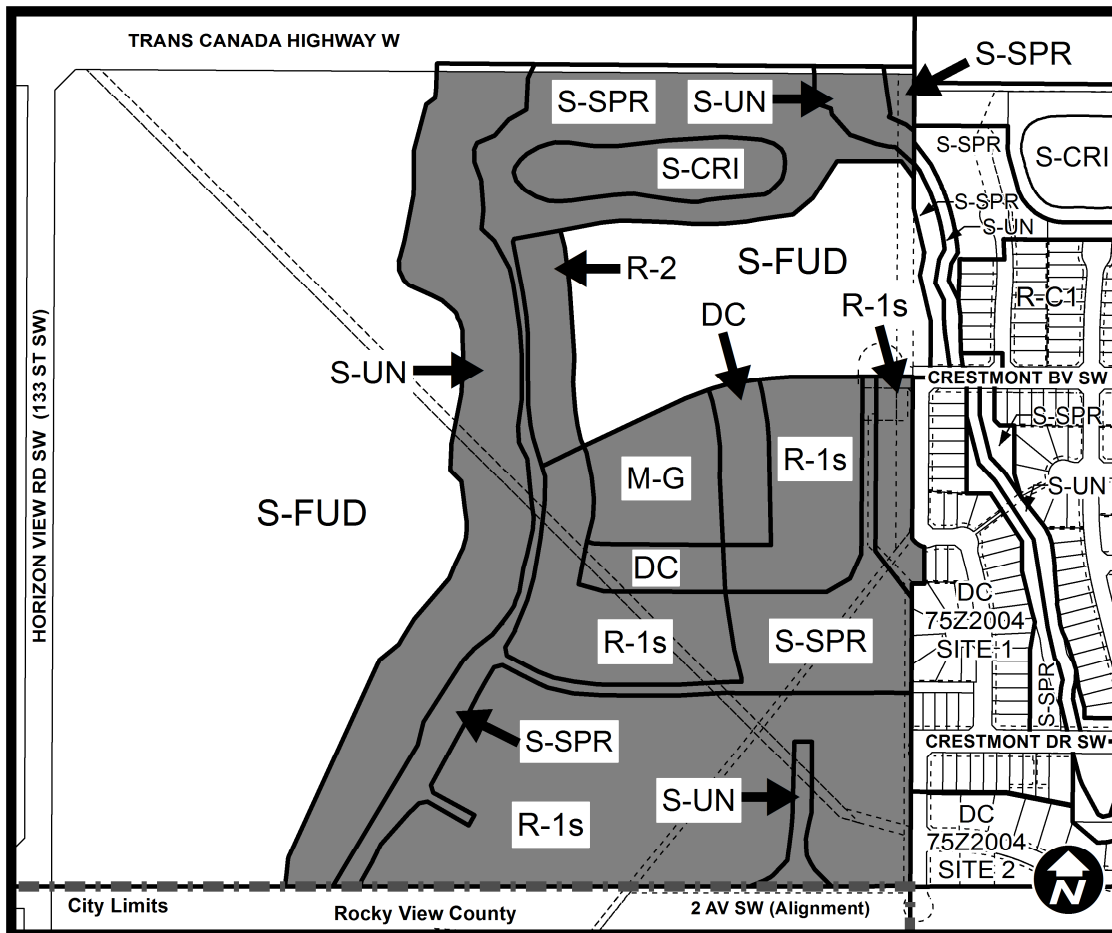 TRANS CANADA HIGHWAY W
S-SPR
S-SPR
S-UN
S-SPR
S-CRI
S-CRI
S-SPR
S-UN
S-FUD
R-2
R-C1
R-1s
DC
HORIZON VIEW RD SW (133 ST SW)
S-UN
CRESTMONT BV SW
S-SPR
R-1s
M-G
S-UN
S-FUD
DC
DC
75Z2004
SITE 1
R-1s
S-SPR
S-SPR
S-SPR
CRESTMONT DR SW
S-UN
R-1s
DC
75Z2004
SITE 2
N
City Limits
Rocky View County
2 AV SW (Alignment)